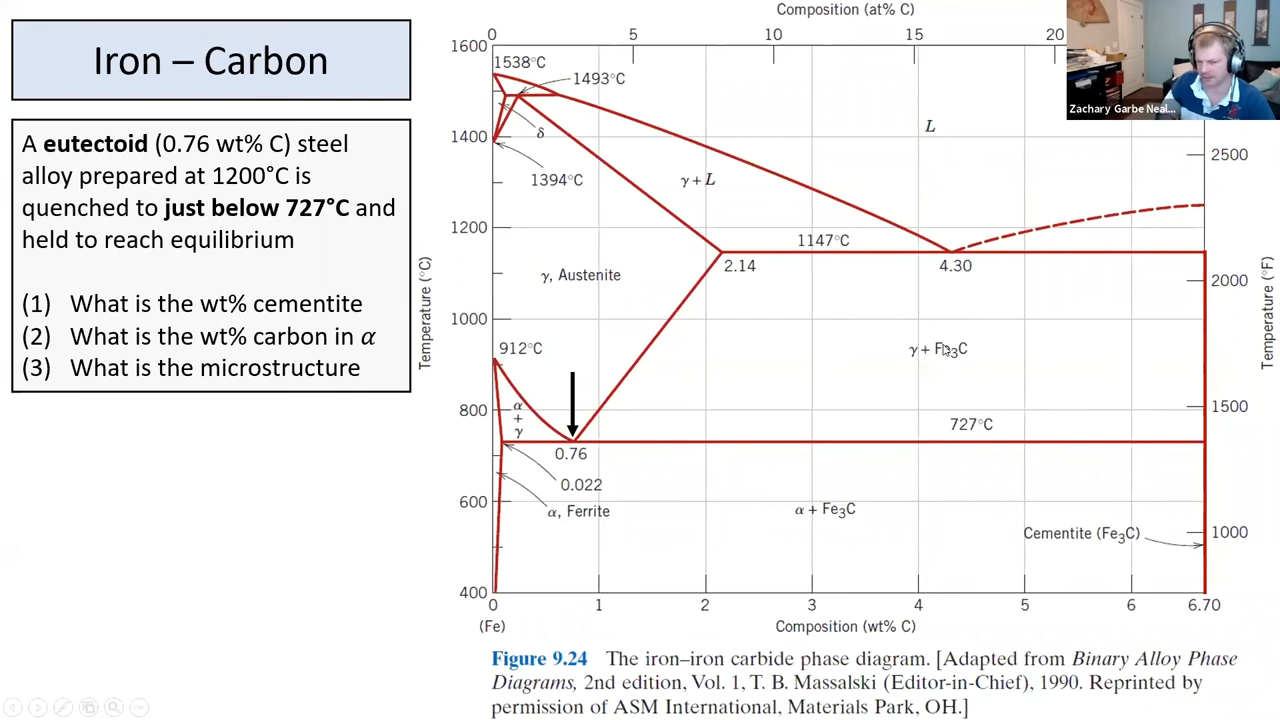 Iron – Carbon
A eutectoid (0.76 wt% C) steel
alloy prepared at 1200°C is
quenched to just below 727°C and
held to reach equilibrium
(1) What is the wt% cementite
(2) What is the wt% carbon in α
(3) What is the microstructure
Composition (at% C)
0 5 10 15 20
Zachary Garbe Neal...
1600
1538°C
1493°C
L
δ
1400
2500
1394°C
γ + L
1200
1147°C
2.14
4.30
γ, Austenite
2000
Temperature (°C)
Temperature (°F)
1000
912°C
γ + Fe3C
α
+
γ
800
1500
727°C
0.76
0.022
600
α, Ferrite
α + Fe3C
Cementite (Fe3C)
1000
400
0 1 2 3 4 5 6 6.70
(Fe)
Composition (wt% C)
Figure 9.24 The iron–iron carbide phase diagram. [Adapted from Binary Alloy Phase
Diagrams, 2nd edition, Vol. 1, T. B. Massalski (Editor-in-Chief), 1990. Reprinted by
permission of ASM International, Materials Park, OH.]